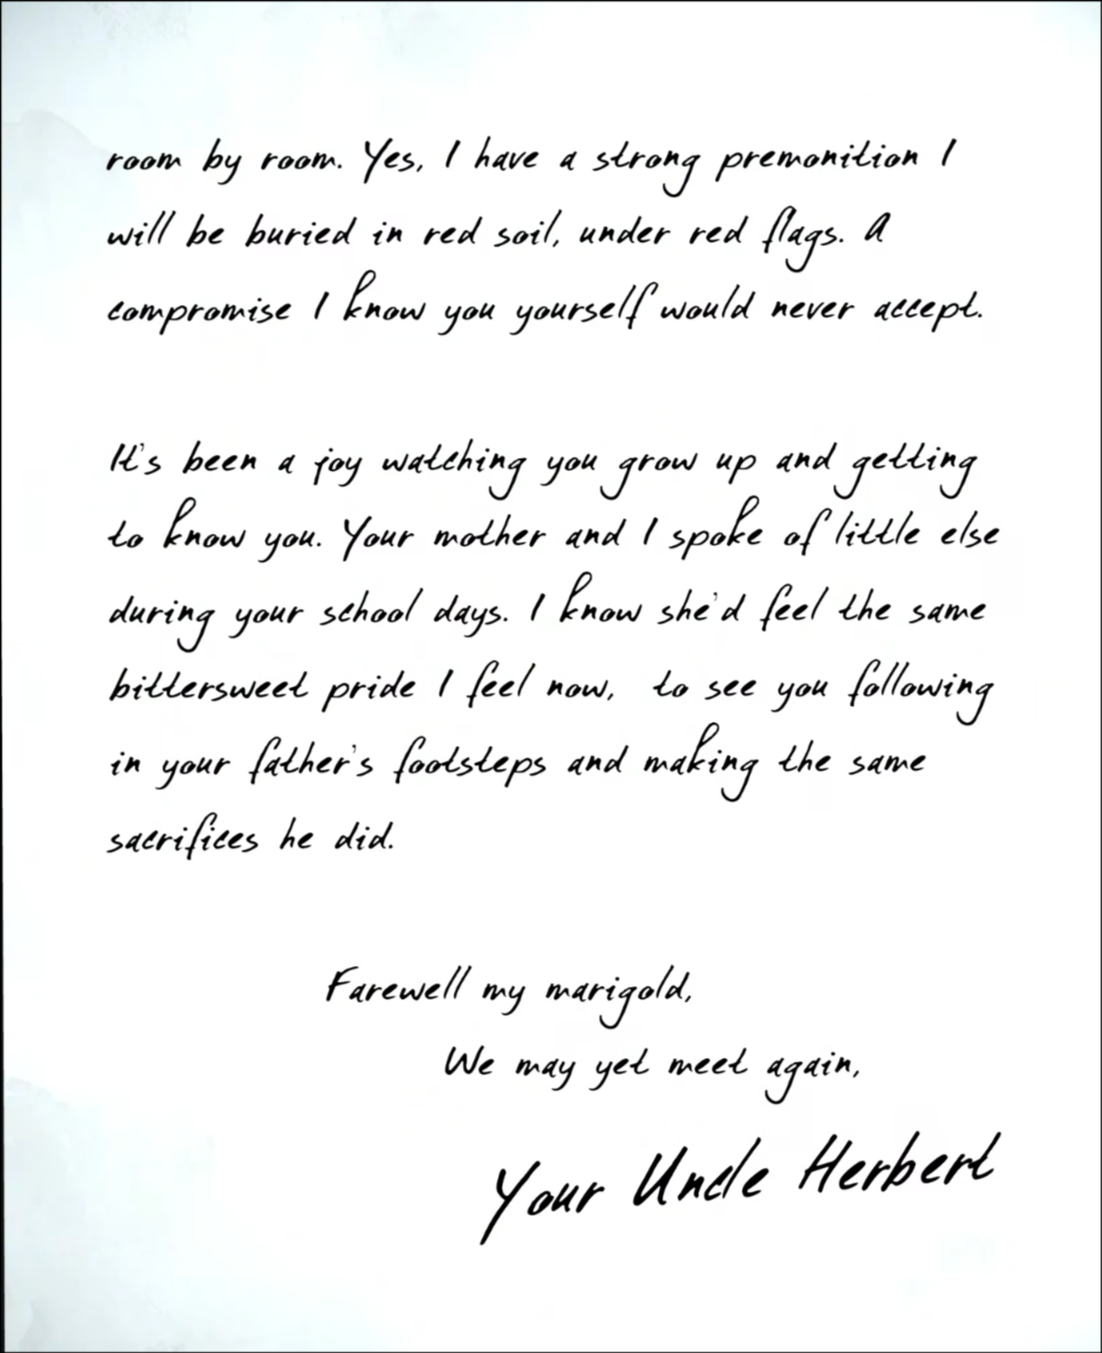 room by room. Yes, I have a strong premonition I
will be buried in red soil, under red flags. A
compromise I know you yourself would never accept.
It's been a joy watching you grow up and getting
to know you. Your mother and I spoke of little else
during your school days. I know she'd feel the same
bittersweet pride I feel now, to see you following
in your father's footsteps and making the same
sacrifices he did.
Farewell my marigold,
We may yet meet again,
Your Uncle Herbert